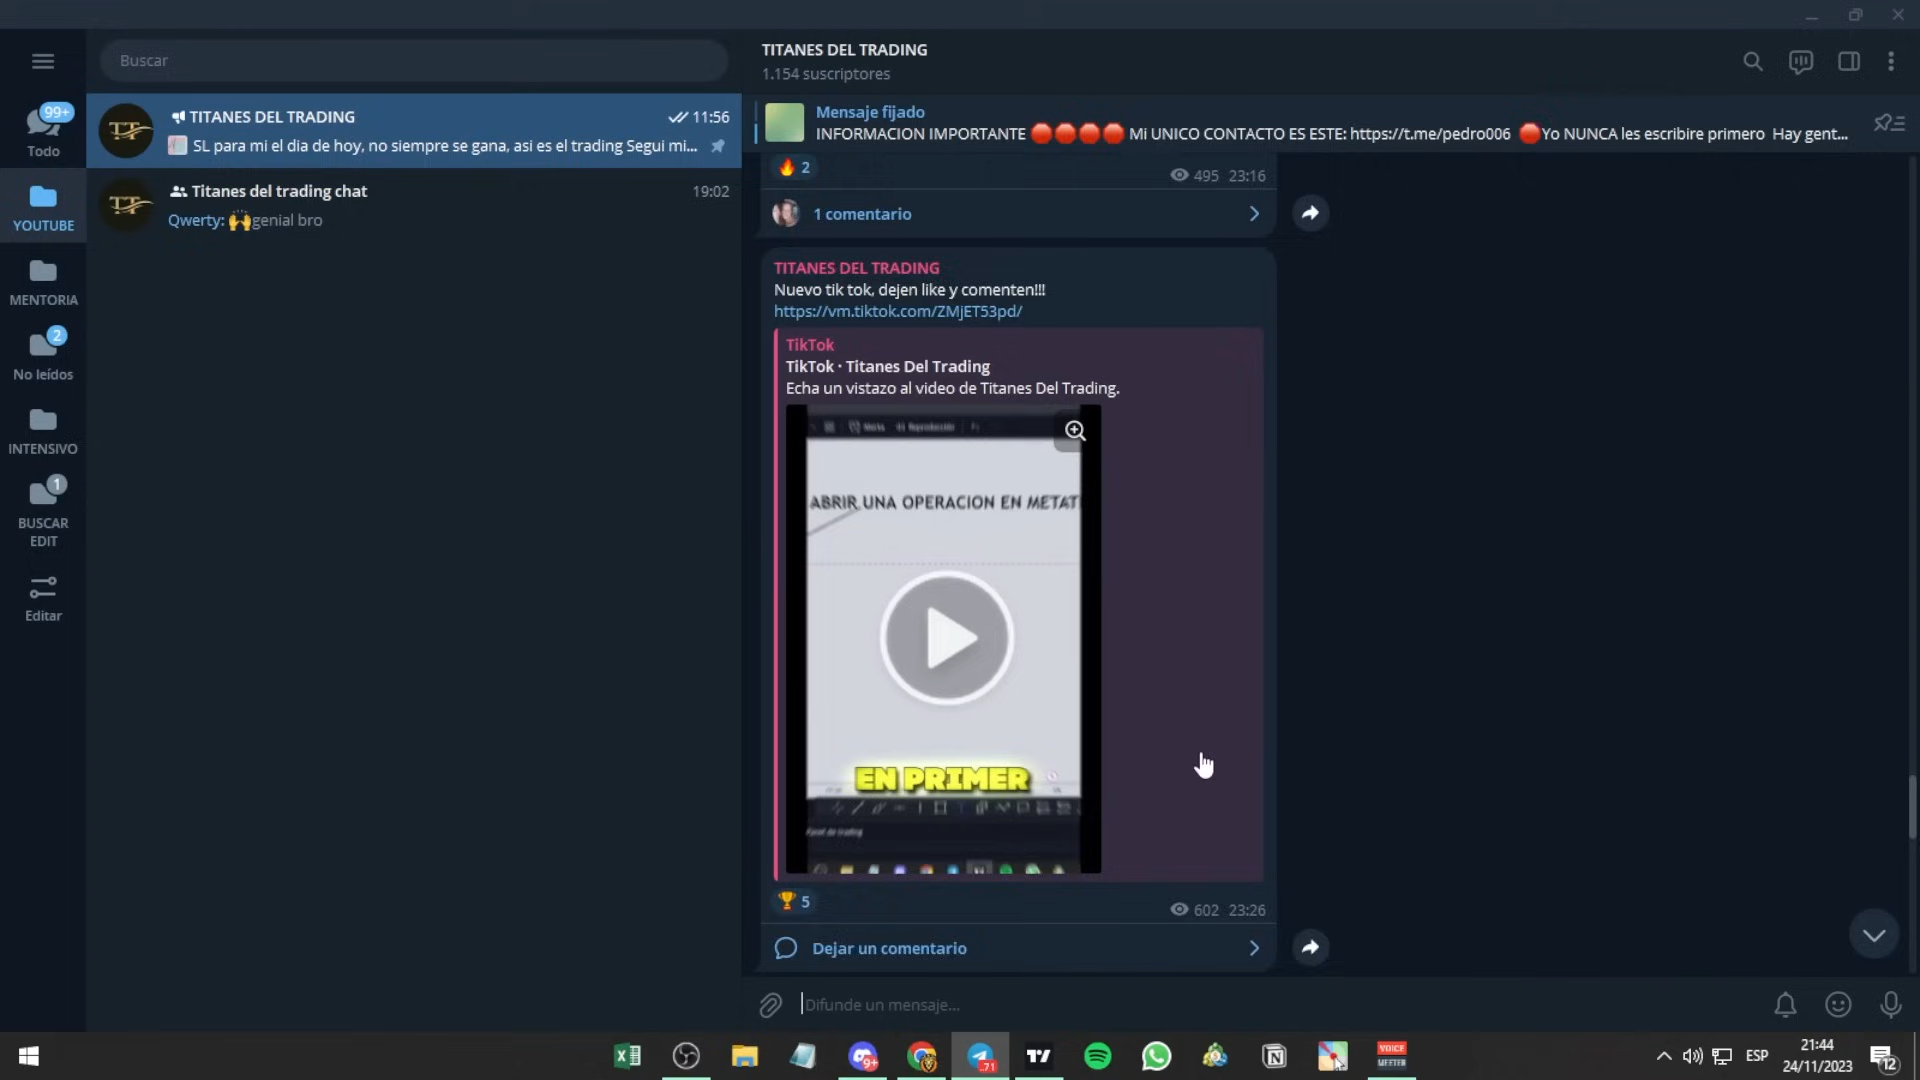 Buscar
99+
Todo
YOUTUBE
MENTORIA
2
No leídos
INTENSIVO
1
BUSCAR
EDIT
Editar
TITANES DEL TRADING
11:56
SL para mi el dia de hoy, no siempre se gana, asi es el trading Segui mi...
Titanes del trading chat
19:02
Qwerty: 🙌genial bro
TITANES DEL TRADING
1.154 suscriptores
Mensaje fijado
INFORMACION IMPORTANTE 🛑🛑🛑🛑 Mi UNICO CONTACTO ES ESTE: https://t.me/pedro006 🛑Yo NUNCA les escribire primero Hay gent...
🔥 2
495 23:16
1 comentario
TITANES DEL TRADING
Nuevo tik tok, dejen like y comenten!!!
https://vm.tiktok.com/ZMjET53pd/
TikTok
TikTok · Titanes Del Trading
Echa un vistazo al video de Titanes Del Trading.
ABRIR UNA OPERACION EN METAT
EN PRIMER
🏆 5
602 23:26
Dejar un comentario
Difunde un mensaje...
9+
71
VOICE
MEETER
ESP
21:44
24/11/2023
12